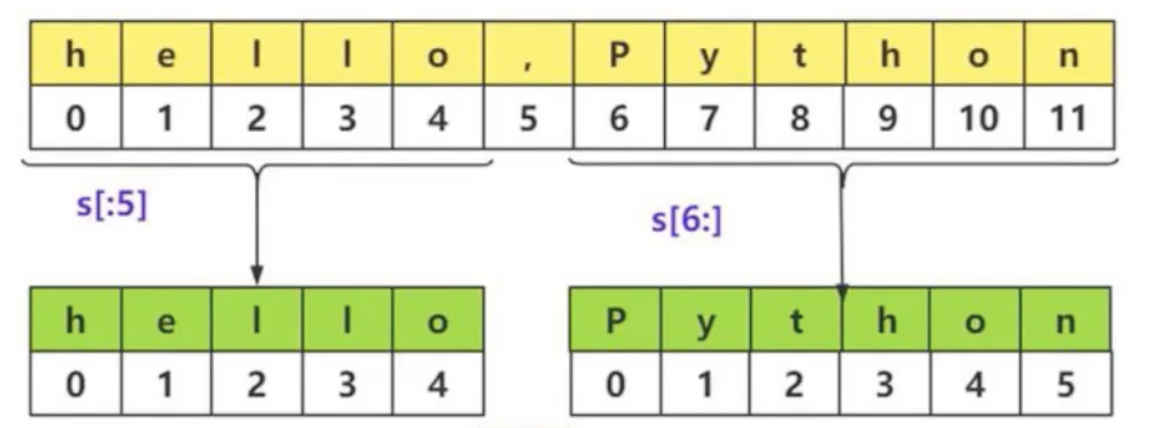 h e l l o , P y t h o n
0 1 2 3 4 5 6 7 8 9 10 11
s[:5]
s[6:]
h e l l o P y t h o n
0 1 2 3 4 0 1 2 3 4 5